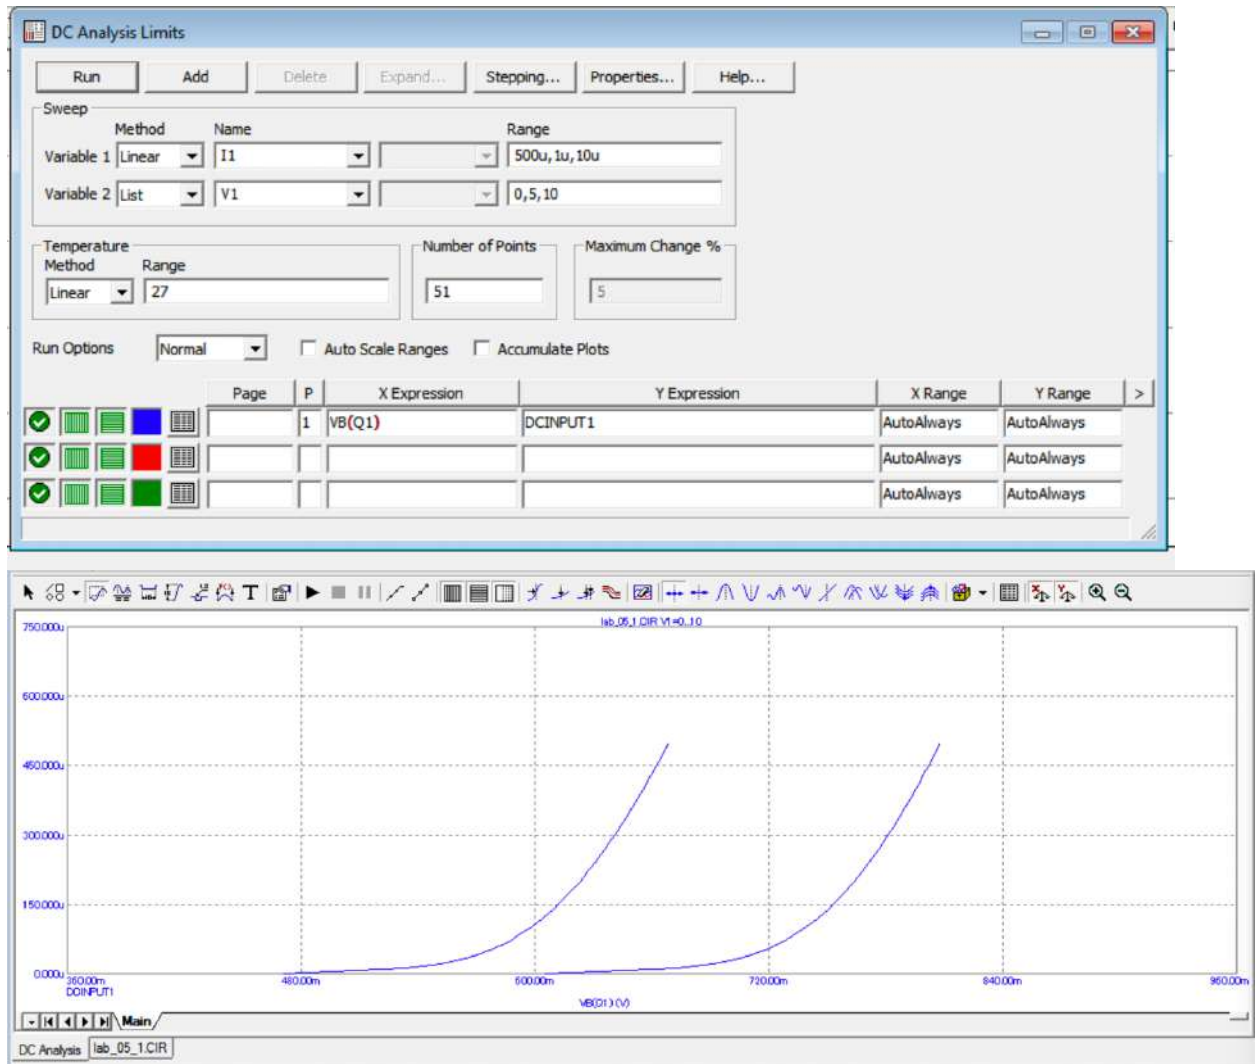 DC Analysis Limits
Run Add Delete Expand... Stepping... Properties... Help...
Sweep
Method Name Range
Variable 1 Linear I1 500u,1u,10u
Variable 2 List V1 0,5,10
Temperature Number of Points Maximum Change %
Method Range
Linear 27 51 5
Run Options Normal Auto Scale Ranges Accumulate Plots
Page P X Expression Y Expression X Range Y Range >
1 VB(Q1) DCINPUT1 AutoAlways AutoAlways
AutoAlways AutoAlways
AutoAlways AutoAlways
T
lab_05_1.CIR V1=0..10
750.000u
600.000u
450.000u
300.000u
150.000u
0.000u
360.00m 480.00m 600.00m 720.00m 840.00m 960.00m
DCINPUT1
VB(Q1) (V)
Main
DC Analysis lab_05_1.CIR